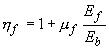 η_f = 1 + μ_f E_f / E_b